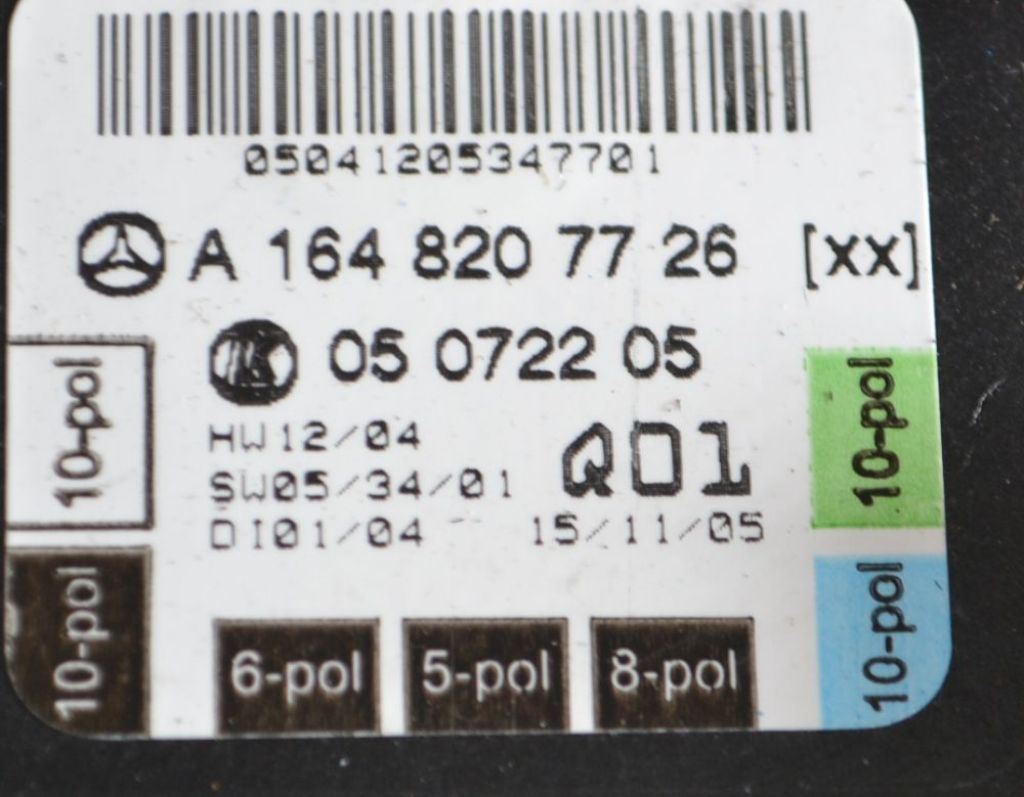 05041205347701
A 164 820 77 26 [xx]
05 0722 05
HW12/04
SW05/34/01
Q01
DI01/04
15/11/05
10-pol
10-pol
6-pol
5-pol
8-pol
10-pol
10-pol